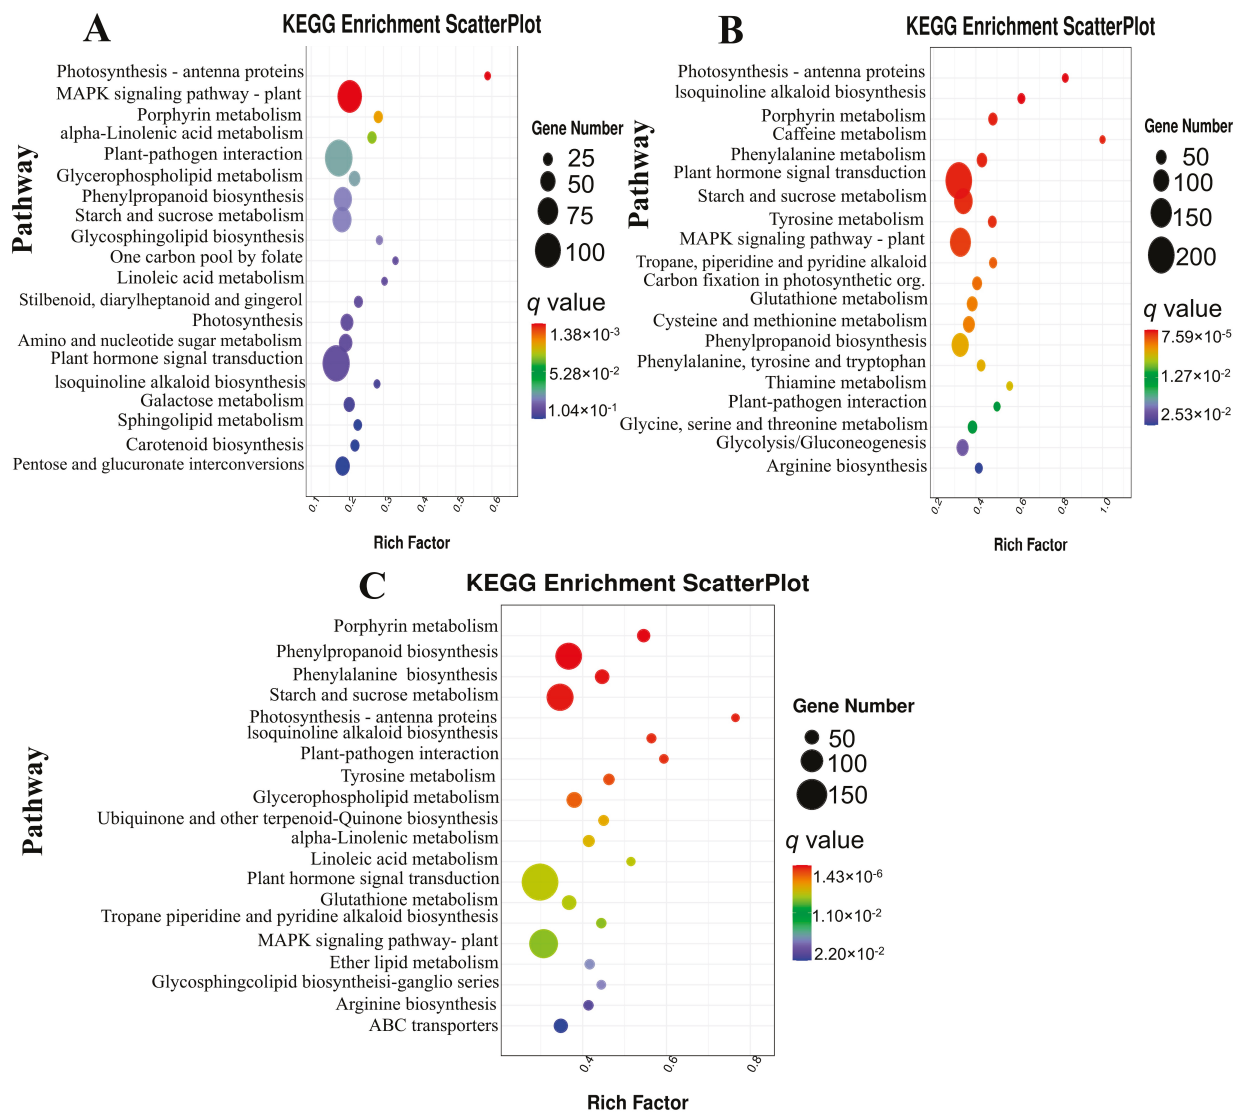 A
KEGG Enrichment ScatterPlot
Pathway
Photosynthesis - antenna proteins
MAPK signaling pathway - plant
Porphyrin metabolism
alpha-Linolenic acid metabolism
Plant-pathogen interaction
Glycerophospholipid metabolism
Phenylpropanoid biosynthesis
Starch and sucrose metabolism
Glycosphingolipid biosynthesis
One carbon pool by folate
Linoleic acid metabolism
Stilbenoid, diarylheptanoid and gingerol
Photosynthesis
Amino and nucleotide sugar metabolism
Plant hormone signal transduction
lsoquinoline alkaloid biosynthesis
Galactose metabolism
Sphingolipid metabolism
Carotenoid biosynthesis
Pentose and glucuronate interconversions
0.1 0.2 0.3 0.4 0.5 0.6
Rich Factor
Gene Number
25
50
75
100
q value
1.38×10-3
5.28×10-2
1.04×10-1
B
KEGG Enrichment ScatterPlot
Pathway
Photosynthesis - antenna proteins
lsoquinoline alkaloid biosynthesis
Porphyrin metabolism
Caffeine metabolism
Phenylalanine metabolism
Plant hormone signal transduction
Starch and sucrose metabolism
Tyrosine metabolism
MAPK signaling pathway - plant
Tropane, piperidine and pyridine alkaloid
Carbon fixation in photosynthetic org.
Glutathione metabolism
Cysteine and methionine metabolism
Phenylpropanoid biosynthesis
Phenylalanine, tyrosine and tryptophan
Thiamine metabolism
Plant-pathogen interaction
Glycine, serine and threonine metabolism
Glycolysis/Gluconeogenesis
Arginine biosynthesis
0.2 0.4 0.6 0.8 1.0
Rich Factor
Gene Number
50
100
150
200
q value
7.59×10-5
1.27×10-2
2.53×10-2
C
KEGG Enrichment ScatterPlot
Pathway
Porphyrin metabolism
Phenylpropanoid biosynthesis
Phenylalanine biosynthesis
Starch and sucrose metabolism
Photosynthesis - antenna proteins
lsoquinoline alkaloid biosynthesis
Plant-pathogen interaction
Tyrosine metabolism
Glycerophospholipid metabolism
Ubiquinone and other terpenoid-Quinone biosynthesis
alpha-Linolenic metabolism
Linoleic acid metabolism
Plant hormone signal transduction
Glutathione metabolism
Tropane piperidine and pyridine alkaloid biosynthesis
MAPK signaling pathway- plant
Ether lipid metabolism
Glycosphingcolipid biosyntheisi-ganglio series
Arginine biosynthesis
ABC transporters
0.4 0.6 0.8
Rich Factor
Gene Number
50
100
150
q value
1.43×10-6
1.10×10-2
2.20×10-2